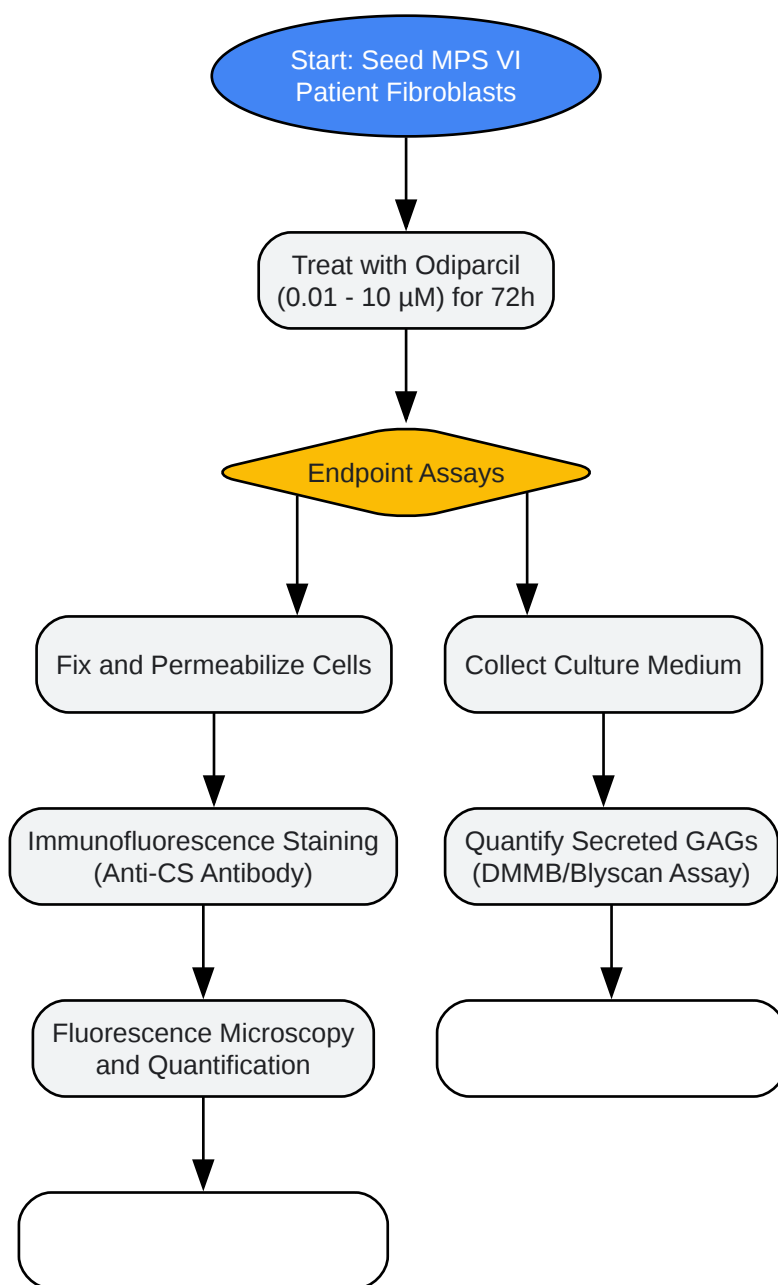 Start: Seed MPS VI
Patient Fibroblasts
Treat with Odiparcil
(0.01 - 10 µM) for 72h
Endpoint Assays
Fix and Permeabilize Cells
Collect Culture Medium
Immunofluorescence Staining
(Anti-CS Antibody)
Quantify Secreted GAGs
(DMMB/Blyscan Assay)
Fluorescence Microscopy
and Quantification